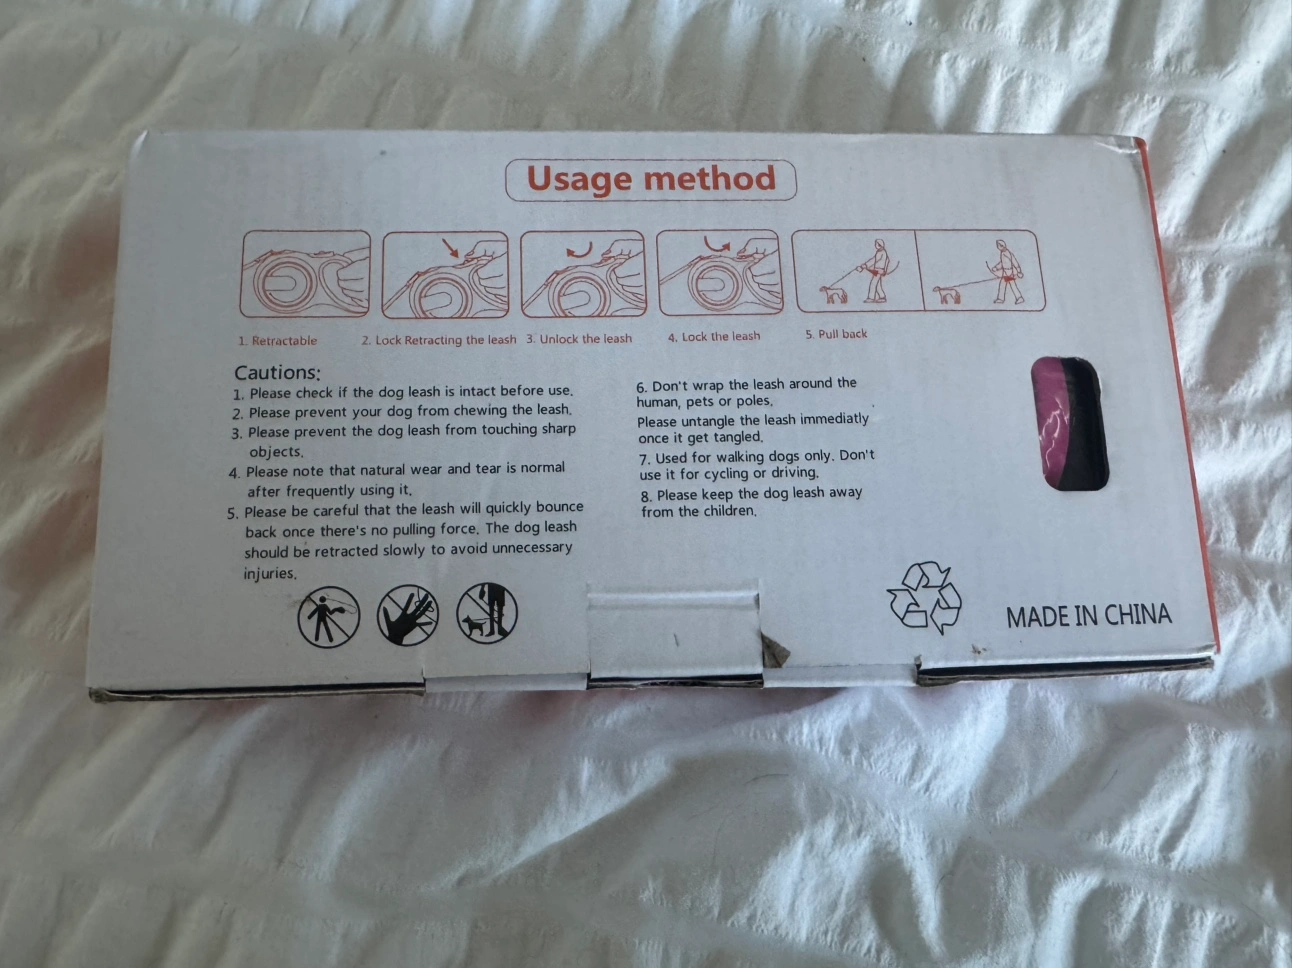 Usage method
1. Retractable
2. Lock Retracting the leash
3. Unlock the leash
4. Lock the leash
5. Pull back
Cautions:
1. Please check if the dog leash is intact before use.
2. Please prevent your dog from chewing the leash.
3. Please prevent the dog leash from touching sharp
objects.
4. Please note that natural wear and tear is normal
after frequently using it.
5. Please be careful that the leash will quickly bounce
back once there's no pulling force. The dog leash
should be retracted slowly to avoid unnecessary
injuries.
6. Don't wrap the leash around the
human, pets or poles.
Please untangle the leash immediatly
once it get tangled.
7. Used for walking dogs only. Don't
use it for cycling or driving.
8. Please keep the dog leash away
from the children.
MADE IN CHINA